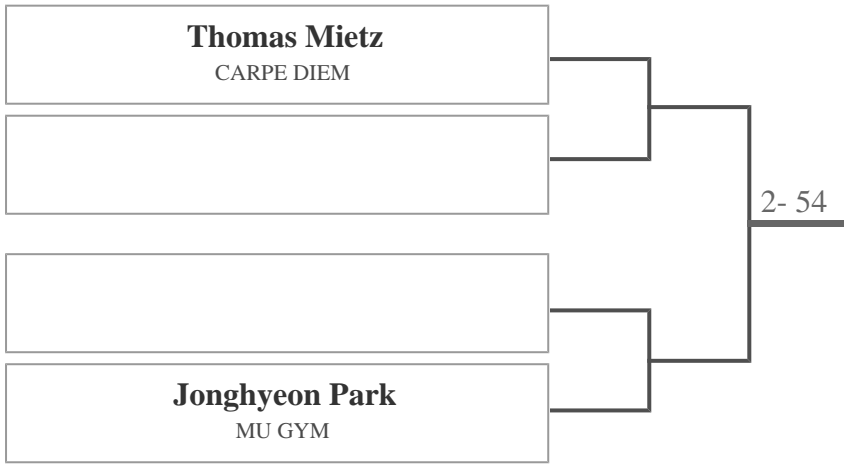 Thomas Mietz
CARPE DIEM
2- 54
Jonghyeon Park
MU GYM